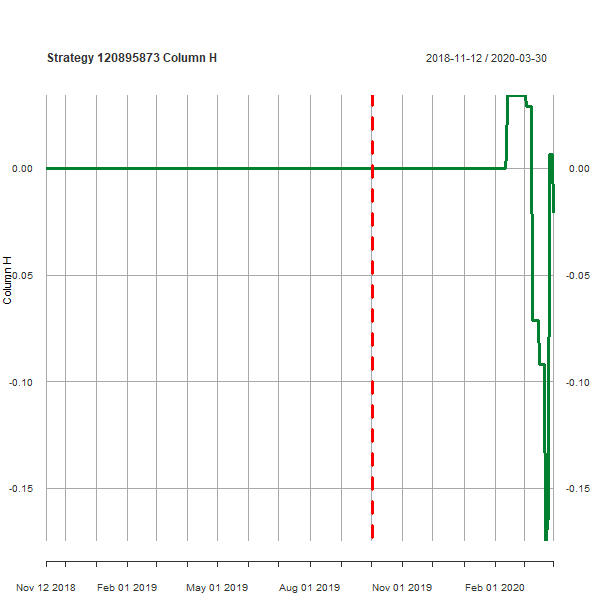 Strategy 120895873 Column H
2018-11-12 / 2020-03-30
Column H
0.00
-0.05
-0.10
-0.15
0.00
-0.05
-0.10
-0.15
Nov 12 2018
Feb 01 2019
May 01 2019
Aug 01 2019
Nov 01 2019
Feb 01 2020